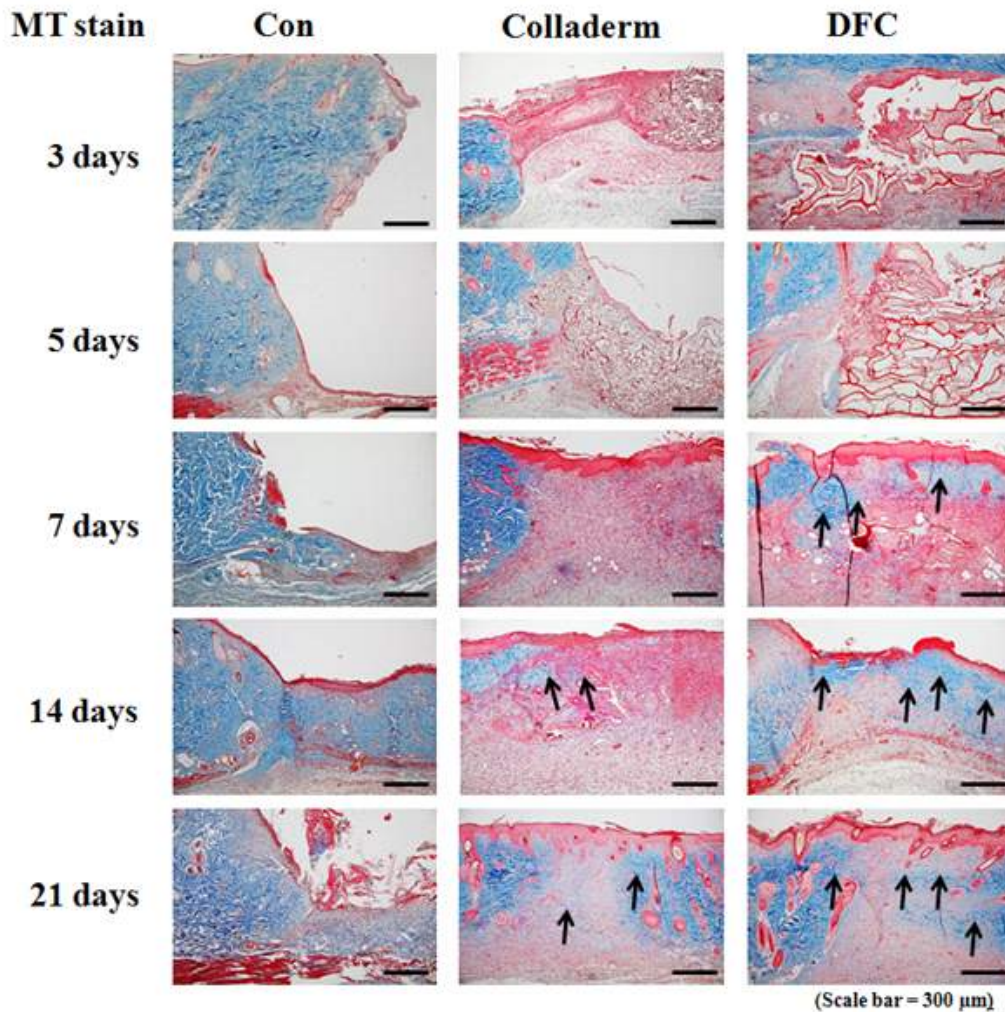 MT stain Con Colladerm DFC
3 days
5 days
7 days
14 days
21 days
(Scale bar = 300 µm)